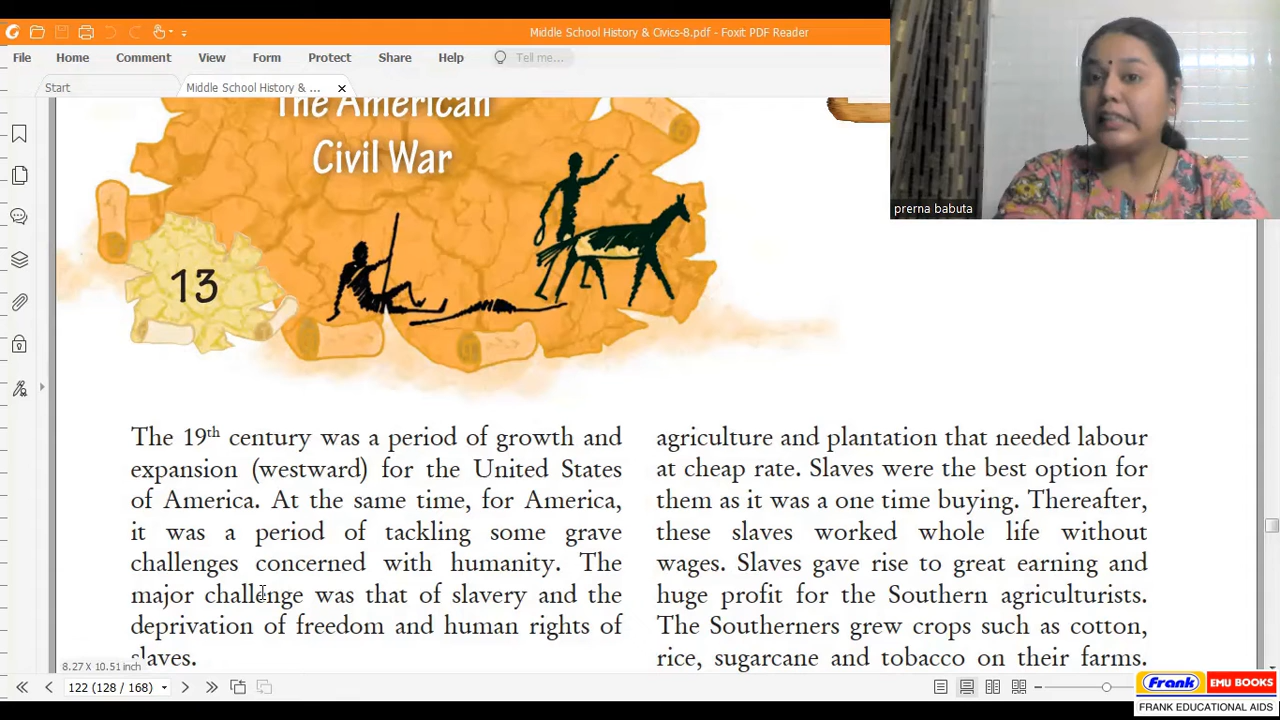 Middle School History & Civics-8.pdf - Foxit PDF Reader
File Home Comment View Form Protect Share Help Tell me...
Start Middle School History & ...
prerna babuta
The American
Civil War
13
The 19th century was a period of growth and
expansion (westward) for the United States
of America. At the same time, for America,
it was a period of tackling some grave
challenges concerned with humanity. The
major challenge was that of slavery and the
deprivation of freedom and human rights of
slaves.
agriculture and plantation that needed labour
at cheap rate. Slaves were the best option for
them as it was a one time buying. Thereafter,
these slaves worked whole life without
wages. Slaves gave rise to great earning and
huge profit for the Southern agriculturists.
The Southerners grew crops such as cotton,
rice, sugarcane and tobacco on their farms.
8.27 X 10.51 inch
122 (128 / 168)
Frank EMU BOOKS
FRANK EDUCATIONAL AIDS